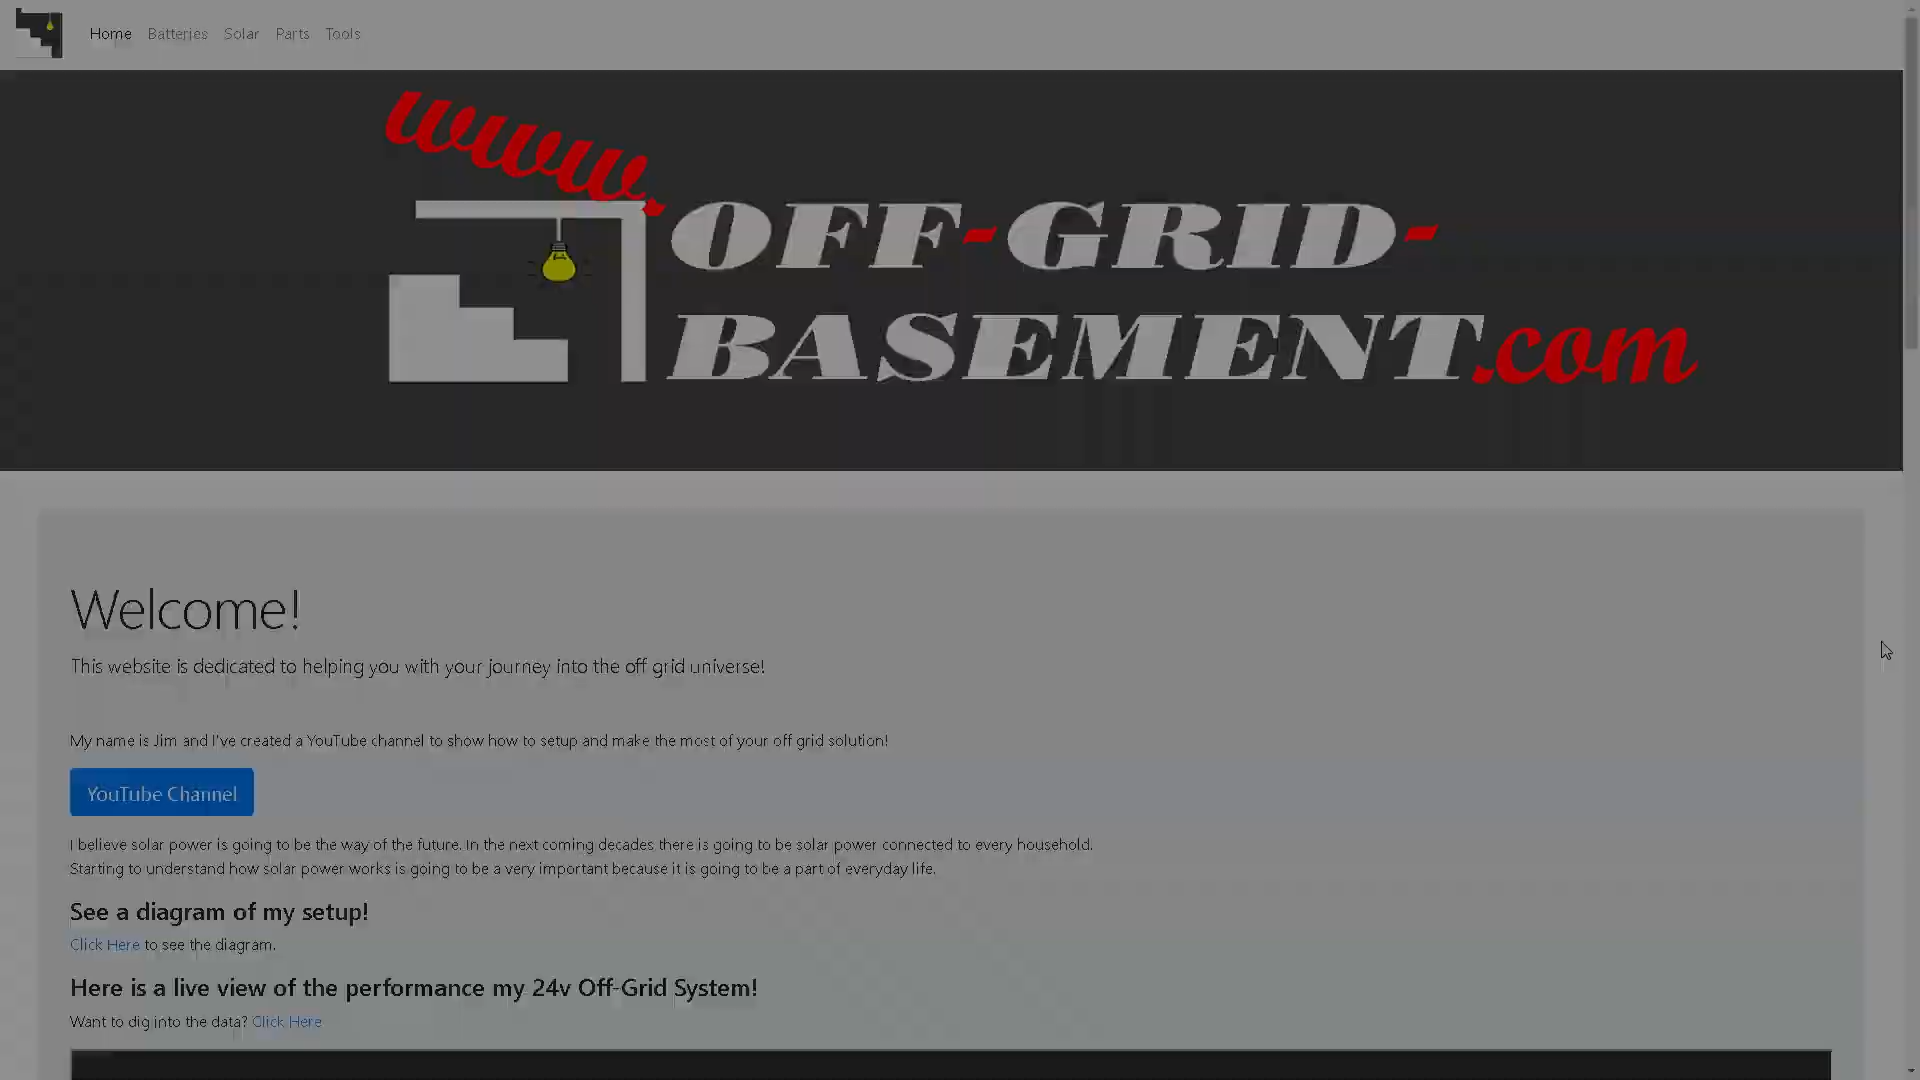 Home Batteries Solar Parts Tools
www.
OFF-GRID-
BASEMENT.com
Welcome!
This website is dedicated to helping you with your journey into the off grid universe!
My name is Jim and I've created a YouTube channel to show how to setup and make the most of your off grid solution!
YouTube Channel
I believe solar power is going to be the way of the future. In the next coming decades there is going to be solar power connected to every household.
Starting to understand how solar power works is going to be a very important because it is going to be a part of everyday life.
See a diagram of my setup!
Click Here to see the diagram.
Here is a live view of the performance my 24v Off-Grid System!
Want to dig into the data? Click Here